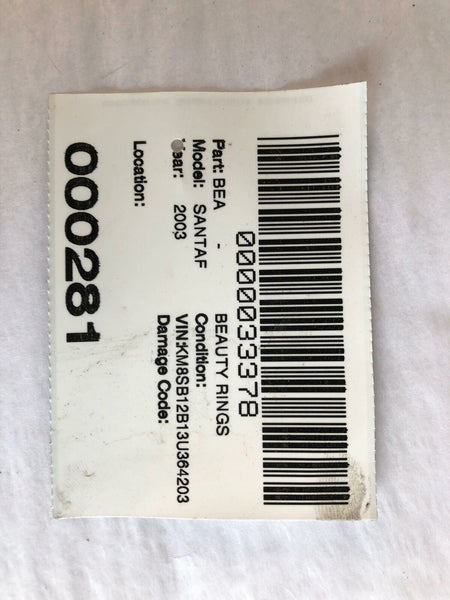 0000033378
Part: BEA - BEAUTY RINGS
Model: SANTAF Condition:
Year: 2003 VIN:KM8SB12B13U364203
Damage Code:
Location:
000281